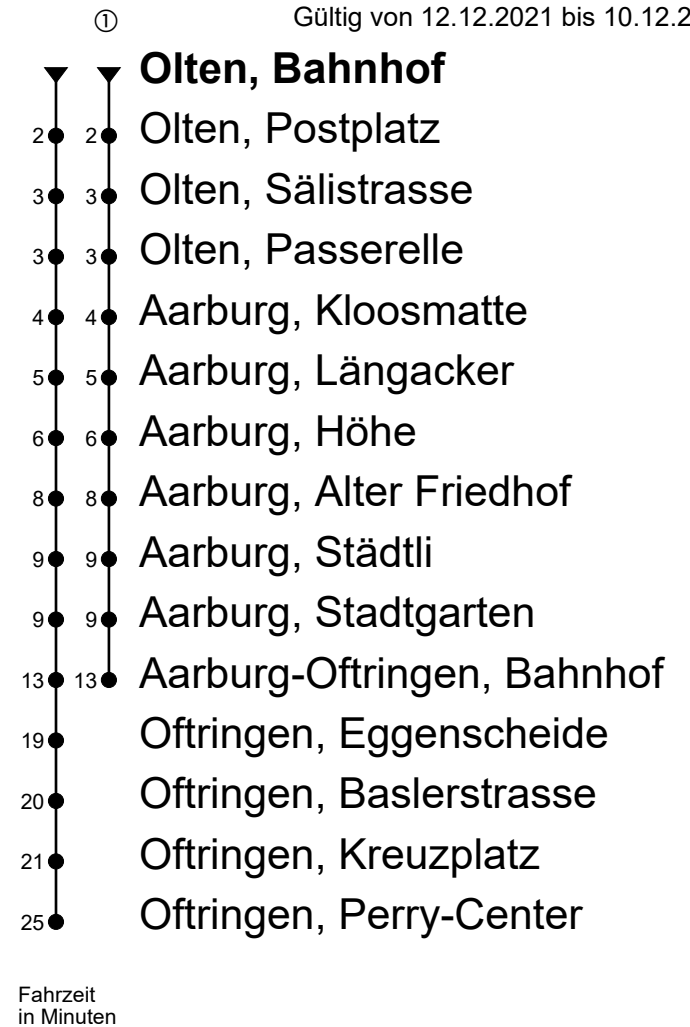 ① Gültig von 12.12.2021 bis 10.12.2
Olten, Bahnhof
2 2 Olten, Postplatz
3 3 Olten, Sälistrasse
3 3 Olten, Passerelle
4 4 Aarburg, Kloosmatte
5 5 Aarburg, Längacker
6 6 Aarburg, Höhe
8 8 Aarburg, Alter Friedhof
9 9 Aarburg, Städtli
9 9 Aarburg, Stadtgarten
13 13 Aarburg-Oftringen, Bahnhof
19 Oftringen, Eggenscheide
20 Oftringen, Baslerstrasse
21 Oftringen, Kreuzplatz
25 Oftringen, Perry-Center
Fahrzeit
in Minuten